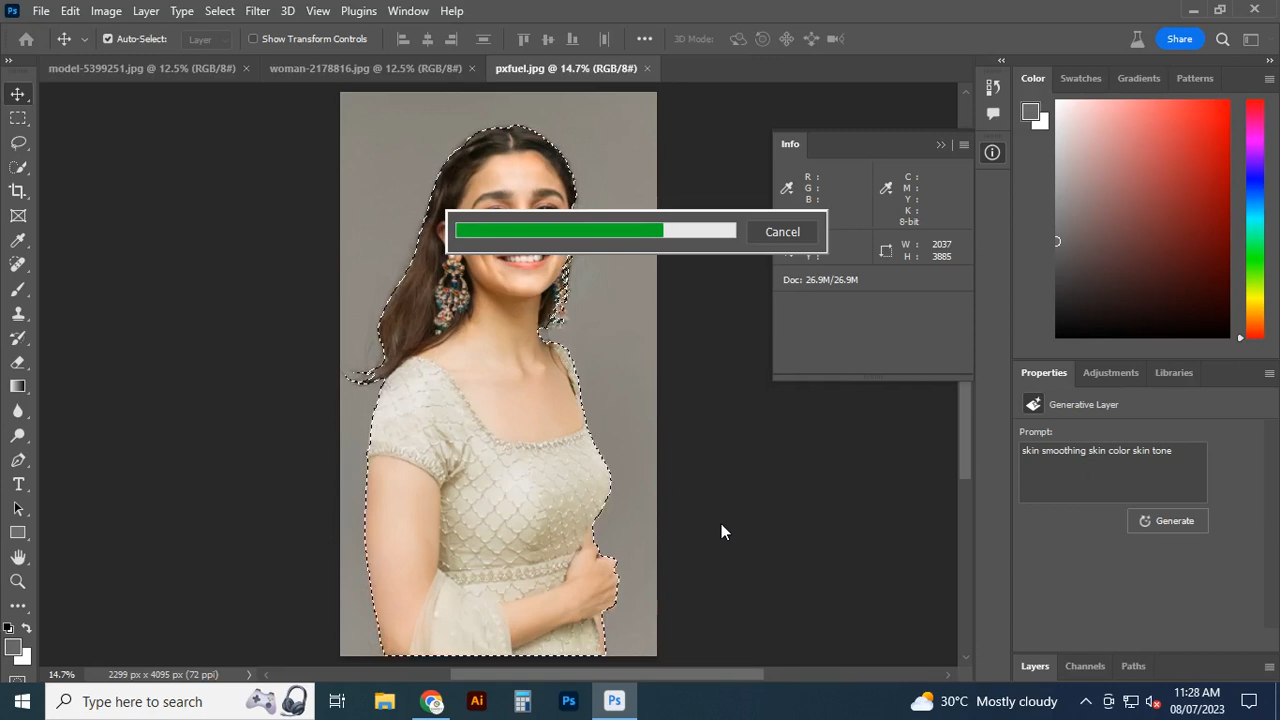 Ps File Edit Image Layer Type Select Filter 3D View Plugins Window Help
Auto-Select: Layer Show Transform Controls 3D Mode: Share
model-5399251.jpg @ 12.5% (RGB/8#) × woman-2178816.jpg @ 12.5% (RGB/8#) × pxfuel.jpg @ 14.7% (RGB/8#) ×
Color Swatches Gradients Patterns
Info
R : C :
G : M :
B : Y :
K :
8-bit
Cancel
W : 2037
Y : H : 3885
Doc: 26.9M/26.9M
Properties Adjustments Libraries
Generative Layer
Prompt:
skin smoothing skin color skin tone
Generate
Layers Channels Paths
14.7% 2299 px x 4095 px (72 ppi)
Type here to search
Ai Ps Ps
30°C Mostly cloudy
11:28 AM
08/07/2023